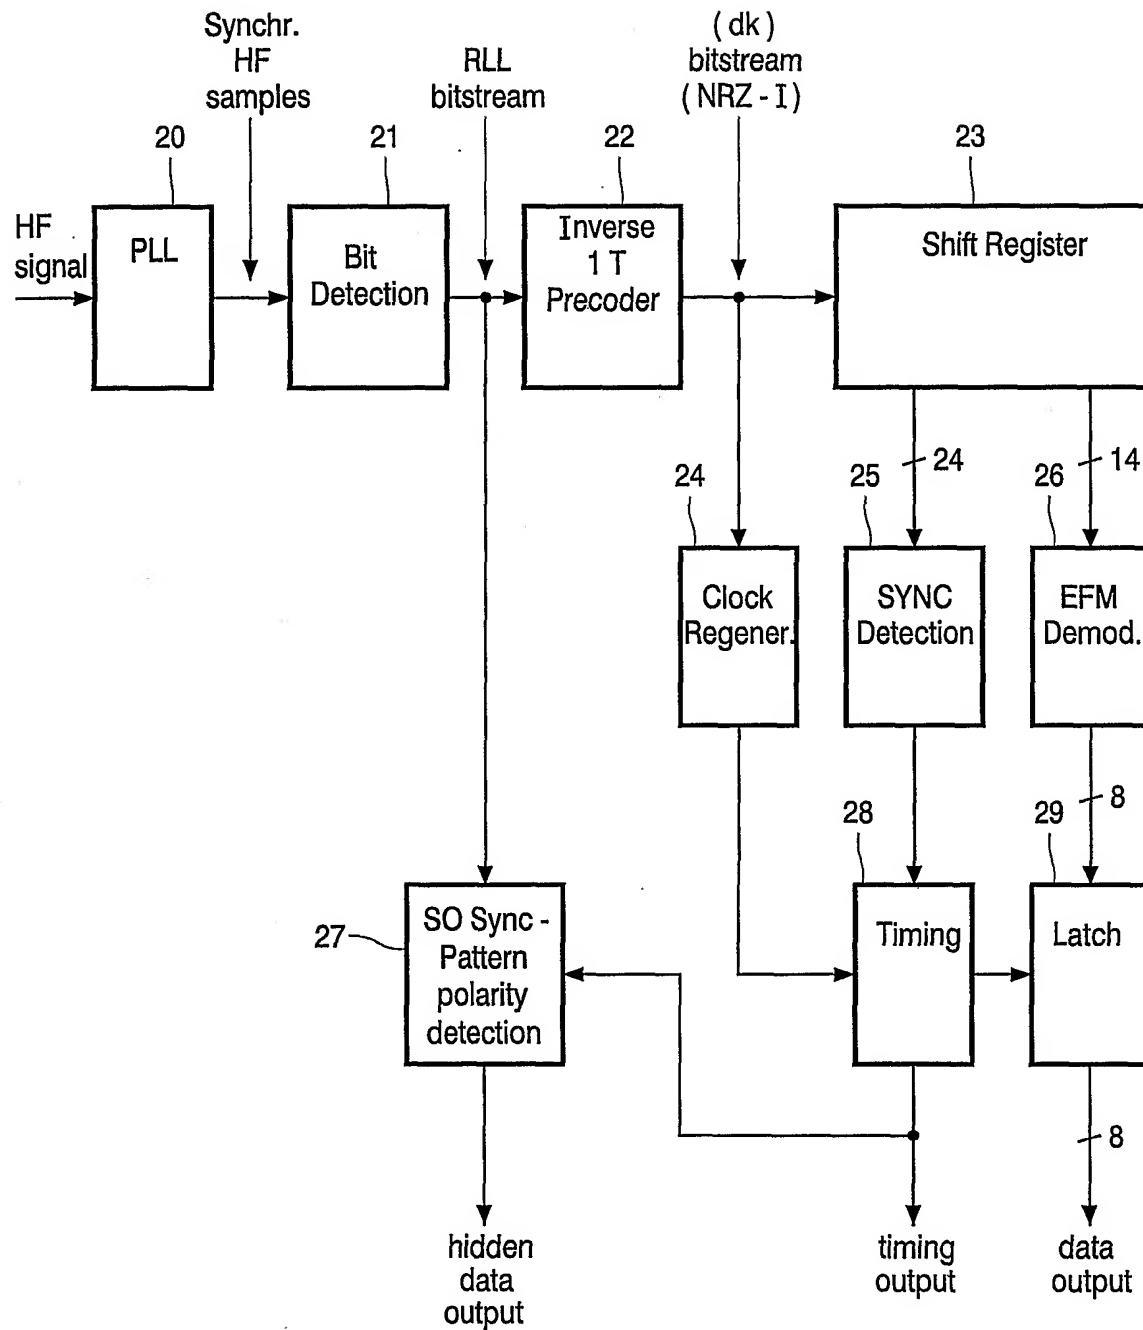 Synchr.
HF
samples
RLL
bitstream
(dk)
bitstream
(NRZ - I)
20
21
22
23
HF
signal
PLL
Bit
Detection
Inverse
1 T
Precoder
Shift Register
24
14
24
25
26
Clock
Regener.
SYNC
Detection
EFM
Demod.
8
28
29
27
SO Sync -
Pattern
polarity
detection
Timing
Latch
8
hidden
data
output
timing
output
data
output